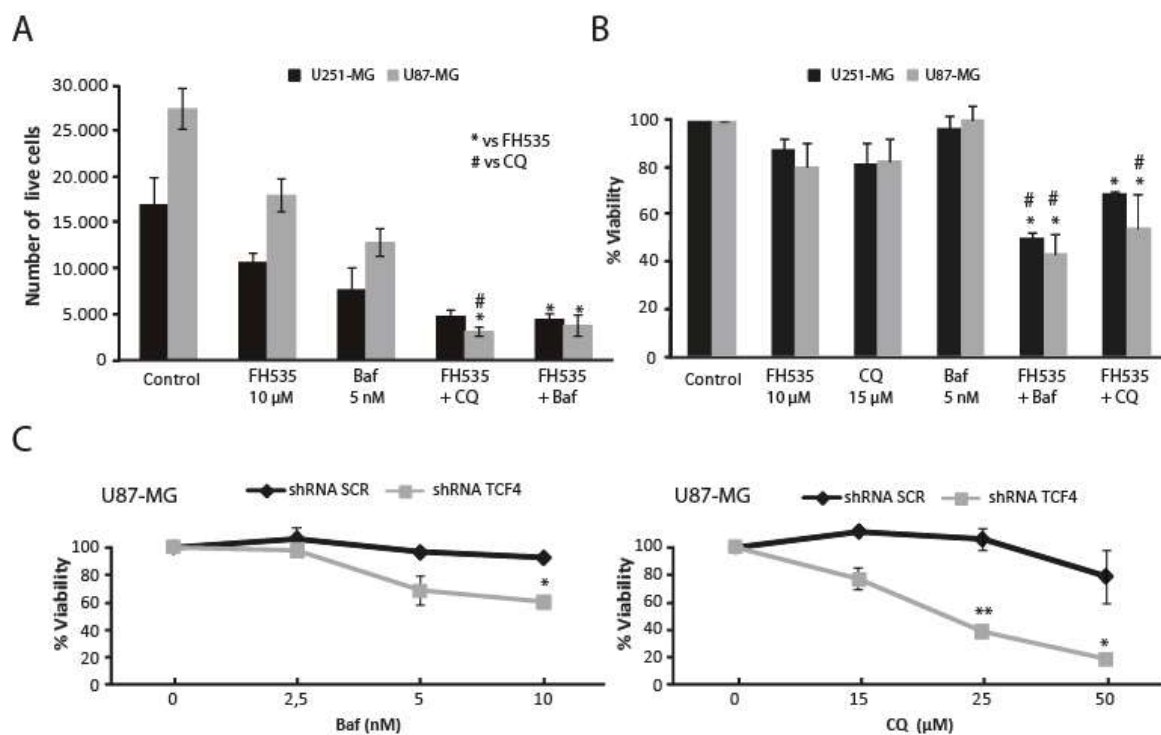 A
U251-MG U87-MG
30.000
25.000
20.000
15.000
10.000
5.000
0
Number of live cells
* vs FH535
# vs CQ
#
*
* *
Control FH535 Baf FH535 FH535
10 µM 5 nM + CQ + Baf
B
U251-MG U87-MG
100
80
60
40
20
0
% Viability
# #
* *
#
* *
Control FH535 CQ Baf FH535 FH535
10 µM 15 µM 5 nM + Baf + CQ
C
U87-MG shRNA SCR shRNA TCF4
100
80
60
40
20
0
% Viability
*
0 2,5 5 10
Baf (nM)
U87-MG shRNA SCR shRNA TCF4
100
80
60
40
20
0
% Viability
**
*
0 15 25 50
CQ (µM)